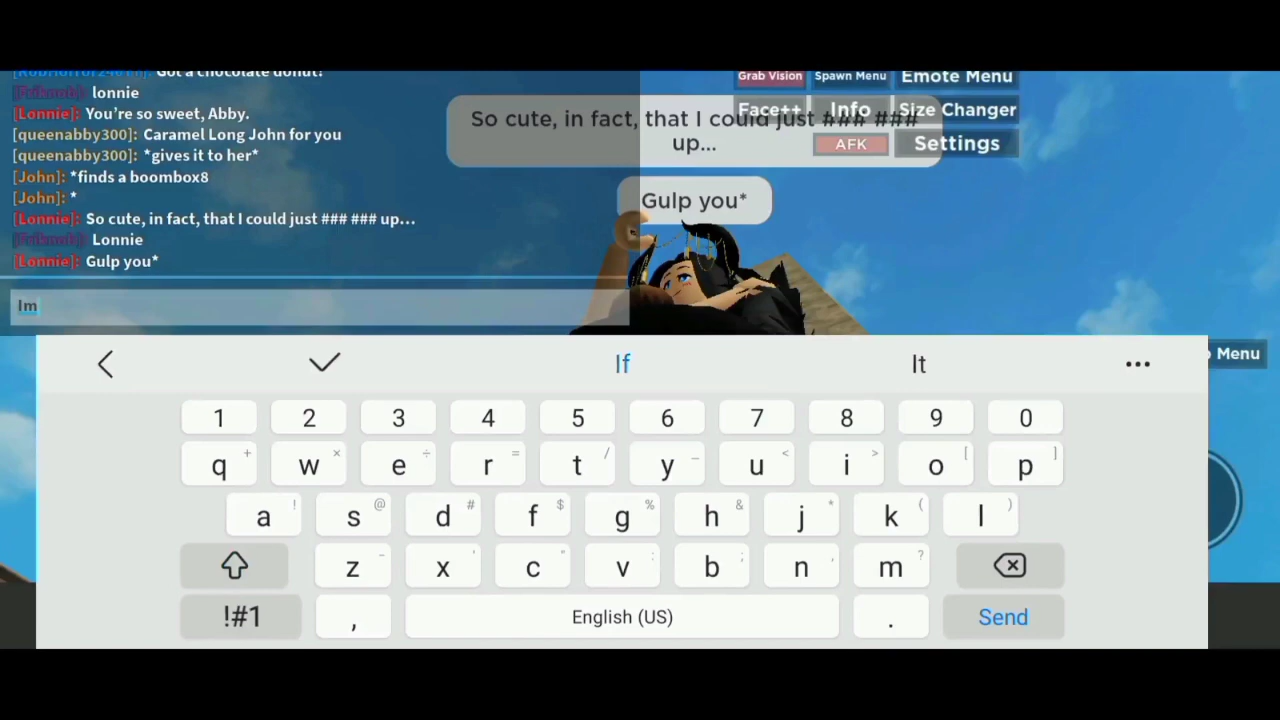 Got a chocolate donut?
lonnie
[Lonnie]: You're so sweet, Abby.
[queenabby300]: Caramel Long John for you
[queenabby300]: *gives it to her*
[John]: *finds a boombox8
[John]: *
[Lonnie]: So cute, in fact, that I could just ### ### up...
Lonnie
[Lonnie]: Gulp you*
Im
Grab Vision Spawn Menu Emote Menu
Face++ Info Size Changer
AFK Settings
So cute, in fact, that I could just ### ###
up...
Gulp you*
Menu
If It
1 2 3 4 5 6 7 8 9 0
q + w × e ÷ r = t / y _ u < i > o [ p ]
a ! s @ d # f $ g % h & j * k ( l )
z - x ' c " v : b ; n , m ?
!#1 , English (US) . Send